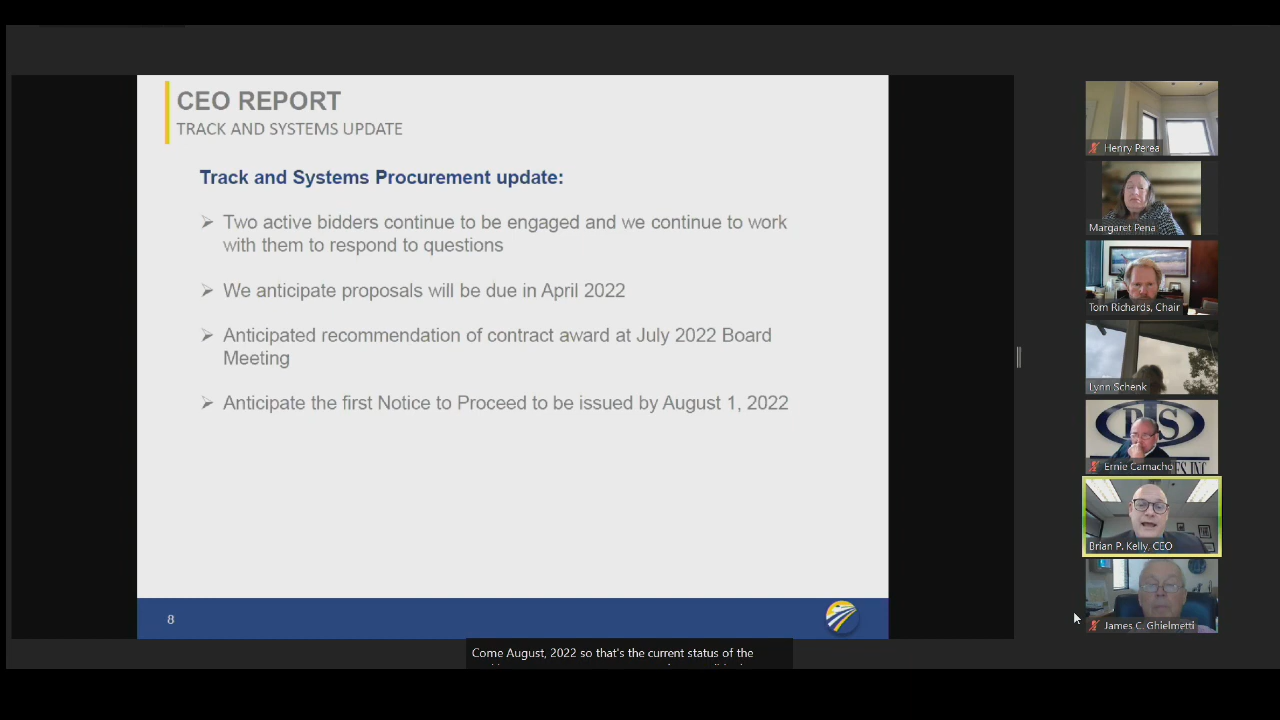 CEO REPORT
TRACK AND SYSTEMS UPDATE
Track and Systems Procurement update:
Two active bidders continue to be engaged and we continue to work
with them to respond to questions
We anticipate proposals will be due in April 2022
Anticipated recommendation of contract award at July 2022 Board
Meeting
Anticipate the first Notice to Proceed to be issued by August 1, 2022
8
Henry Perea
Margaret Pena
Tom Richards, Chair
Lynn Schenk
Ernie Camacho
Brian P. Kelly, CEO
James C. Ghielmetti
Come August, 2022 so that's the current status of the